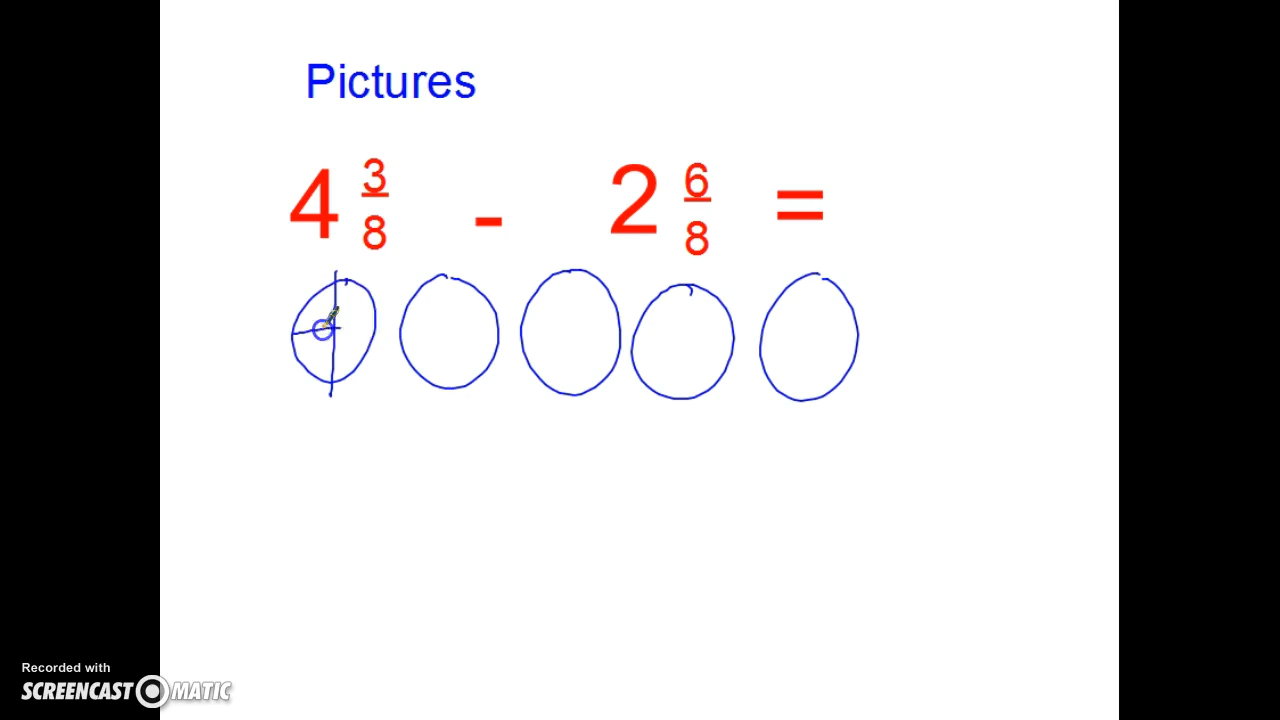 Pictures
4 3/8 - 2 6/8 =
Recorded with
SCREENCAST-O-MATIC